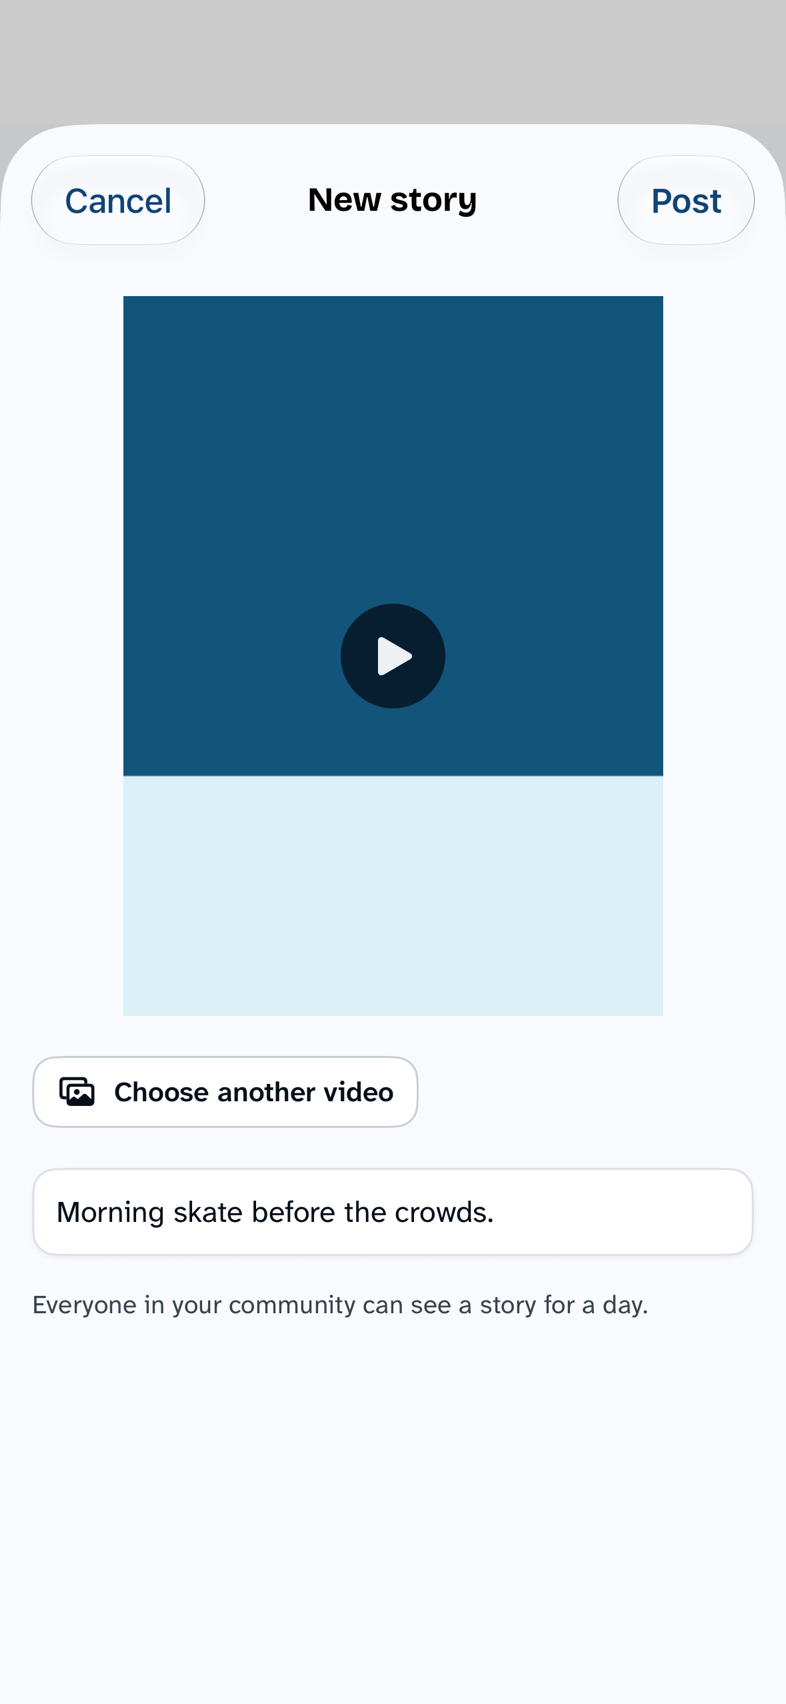 Cancel
New story
Post
Choose another video
Morning skate before the crowds.
Everyone in your community can see a story for a day.